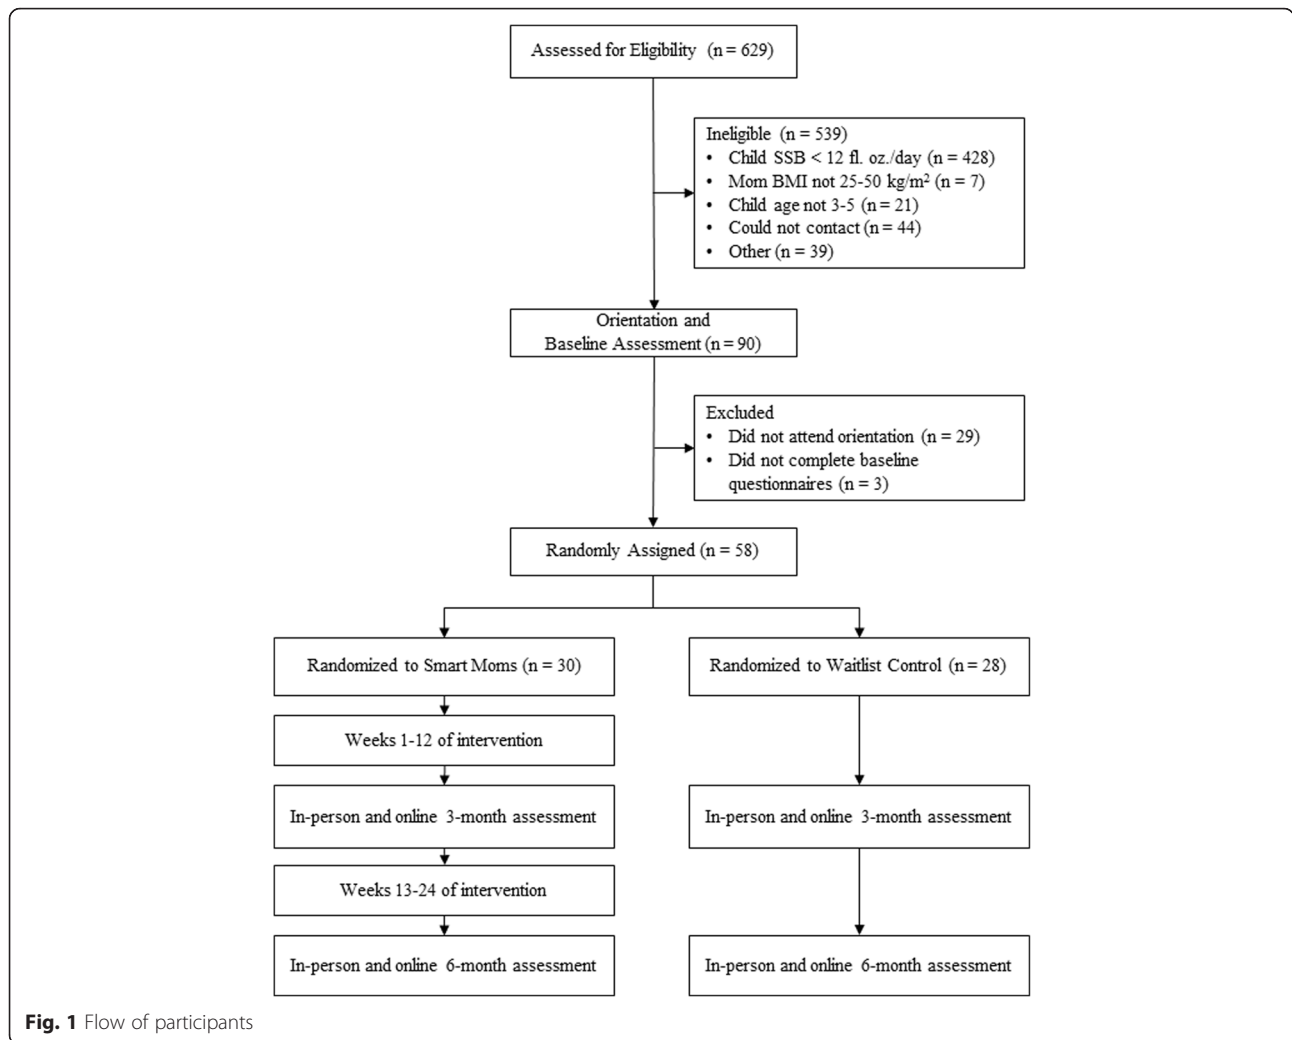 Assessed for Eligibility (n = 629)
Ineligible (n = 539)
• Child SSB < 12 fl. oz./day (n = 428)
• Mom BMI not 25-50 kg/m² (n = 7)
• Child age not 3-5 (n = 21)
• Could not contact (n = 44)
• Other (n = 39)
Orientation and
Baseline Assessment (n = 90)
Excluded
• Did not attend orientation (n = 29)
• Did not complete baseline
questionnaires (n = 3)
Randomly Assigned (n = 58)
Randomized to Smart Moms (n = 30)
Randomized to Waitlist Control (n = 28)
Weeks 1-12 of intervention
In-person and online 3-month assessment
In-person and online 3-month assessment
Weeks 13-24 of intervention
In-person and online 6-month assessment
In-person and online 6-month assessment
Fig. 1 Flow of participants